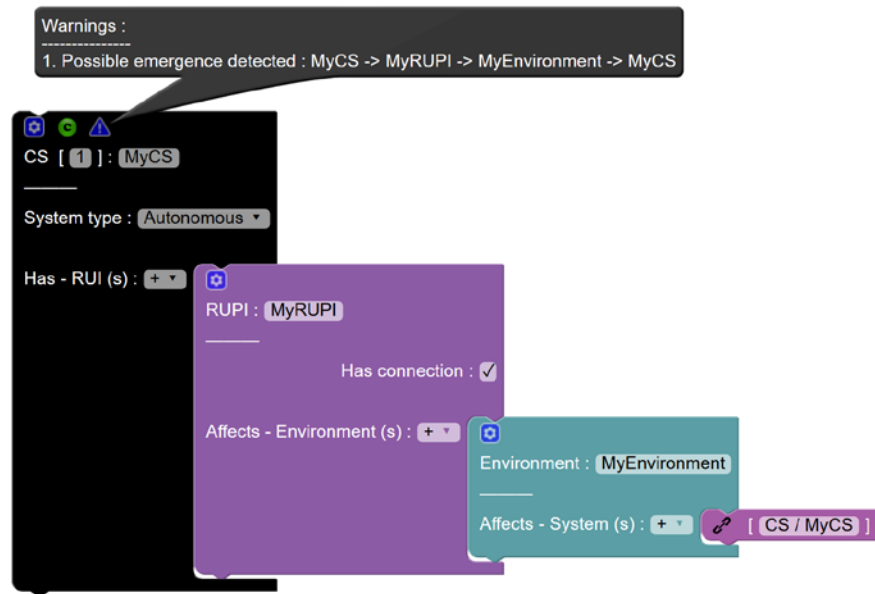 Warnings :
---------------
1. Possible emergence detected : MyCS -> MyRUPI -> MyEnvironment -> MyCS
C
CS [ 1 ] : MyCS
System type : Autonomous ▾
Has - RUI (s) : + ▾
RUPI : MyRUPI
Has connection : ✓
Affects - Environment (s) : + ▾
Environment : MyEnvironment
Affects - System (s) : + ▾
[ CS / MyCS ]